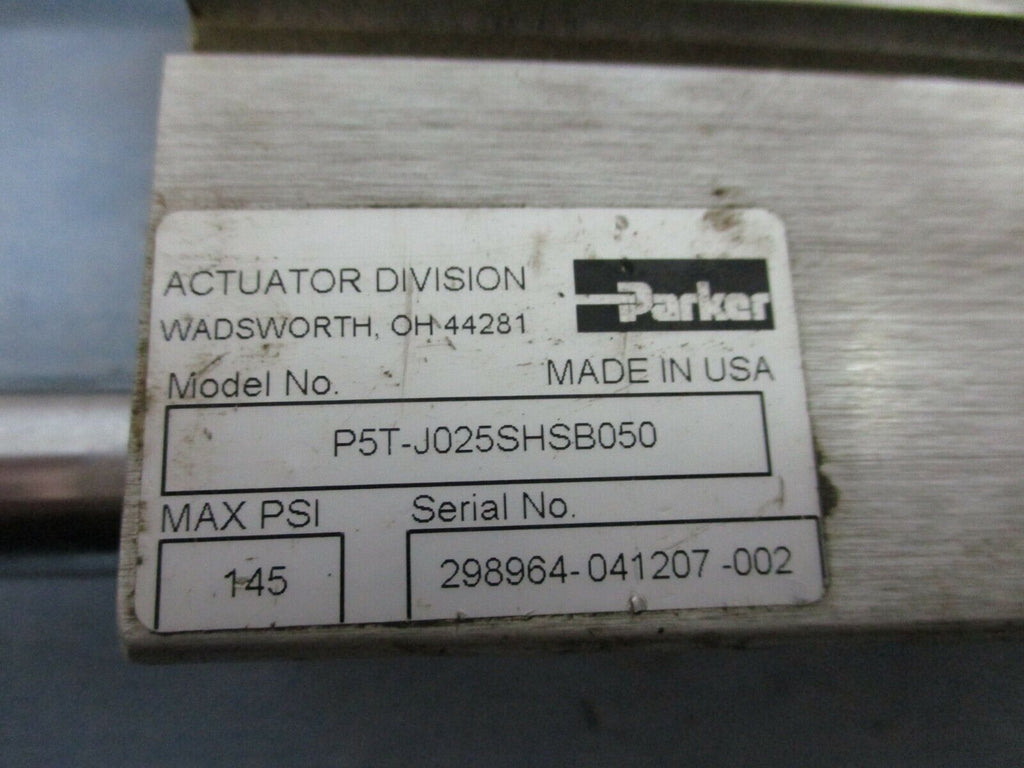 ACTUATOR DIVISION
WADSWORTH, OH 44281
Parker
Model No.
MADE IN USA
P5T-J025SHSB050
MAX PSI
Serial No.
145
298964-041207-002